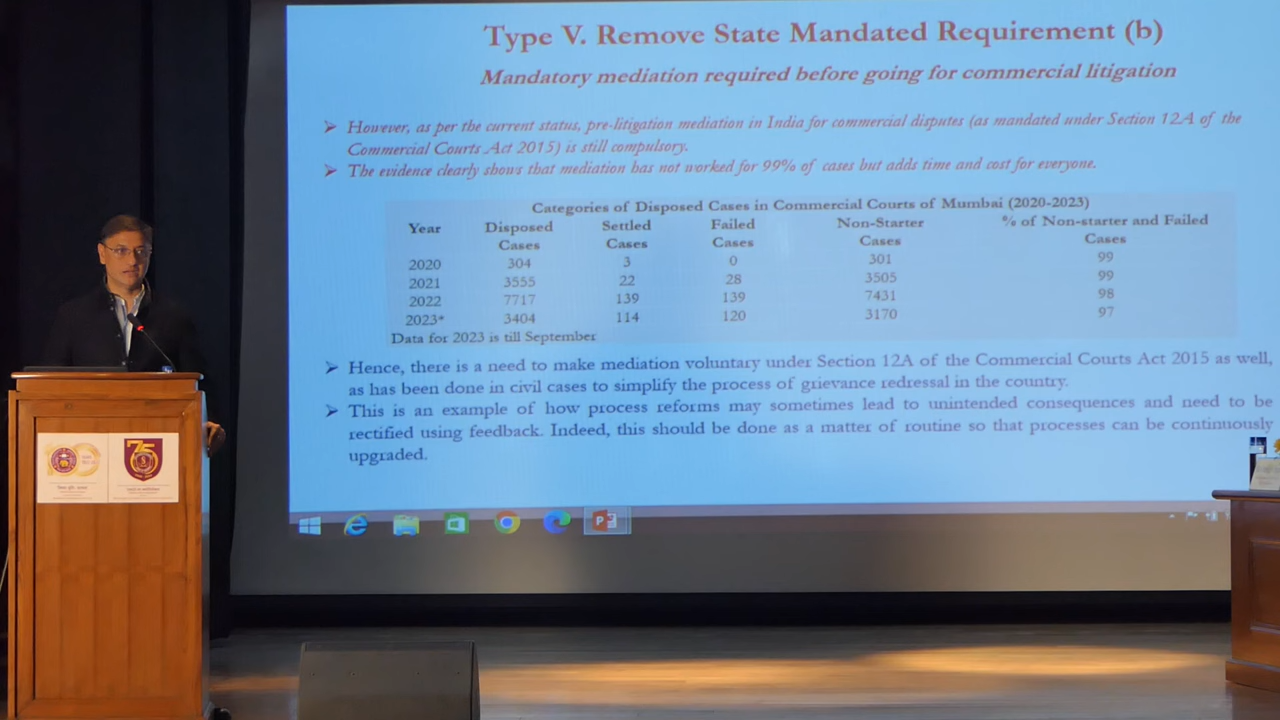 Type V. Remove State Mandated Requirement (b)
Mandatory mediation required before going for commercial litigation
➢ However, as per the current status, pre-litigation mediation in India for commercial disputes (as mandated under Section 12A of the
Commercial Courts Act 2015) is still compulsory.
➢ The evidence clearly shows that mediation has not worked for 99% of cases but adds time and cost for everyone.
Categories of Disposed Cases in Commercial Courts of Mumbai (2020-2023)
Year Disposed Cases Settled Cases Failed Cases Non-Starter Cases % of Non-starter and Failed Cases
2020 304 3 0 301 99
2021 3555 22 28 3505 99
2022 7717 139 139 7431 98
2023* 3404 114 120 3170 97
Data for 2023 is till September
➢ Hence, there is a need to make mediation voluntary under Section 12A of the Commercial Courts Act 2015 as well,
as has been done in civil cases to simplify the process of grievance redressal in the country.
➢ This is an example of how process reforms may sometimes lead to unintended consequences and need to be
rectified using feedback. Indeed, this should be done as a matter of routine so that processes can be continuously
upgraded.
75